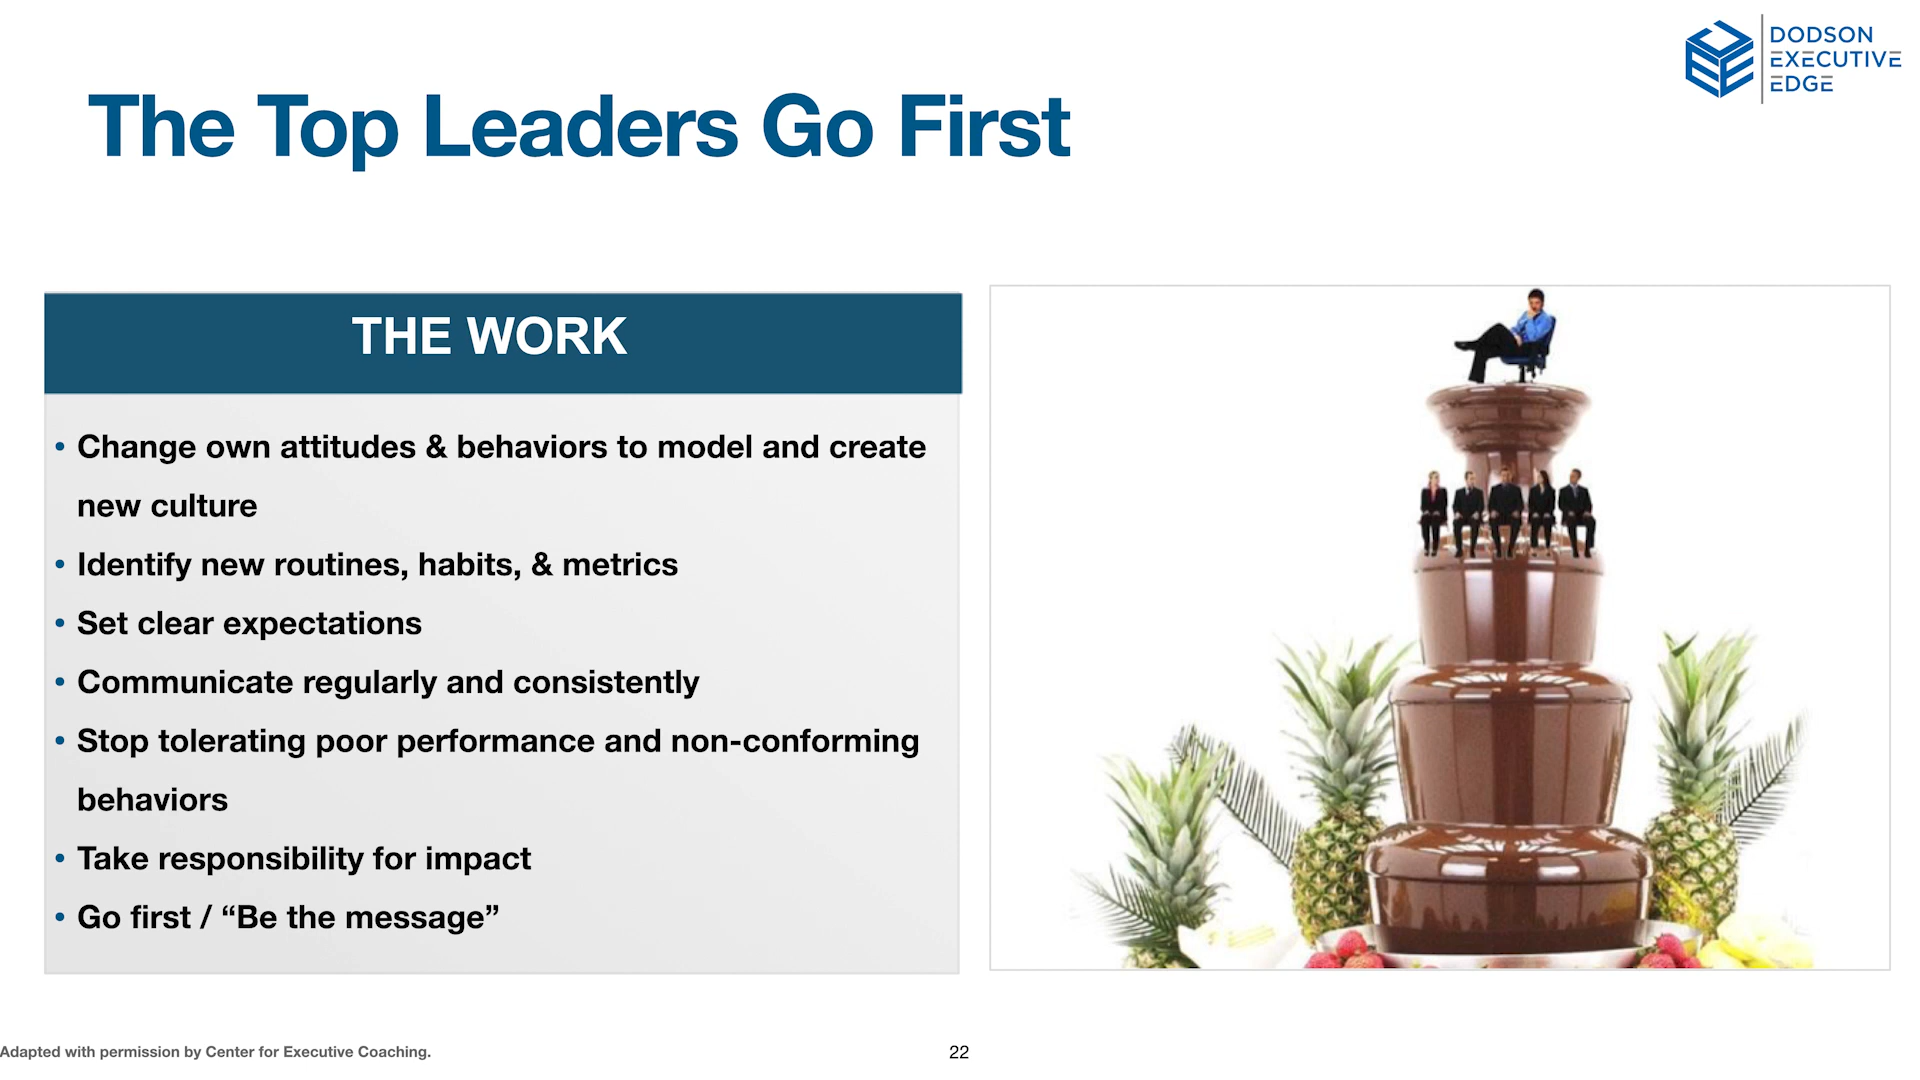 DODSON
EXECUTIVE
EDGE
The Top Leaders Go First
THE WORK
• Change own attitudes & behaviors to model and create
new culture
• Identify new routines, habits, & metrics
• Set clear expectations
• Communicate regularly and consistently
• Stop tolerating poor performance and non-conforming
behaviors
• Take responsibility for impact
• Go first / “Be the message”
Adapted with permission by Center for Executive Coaching.
22